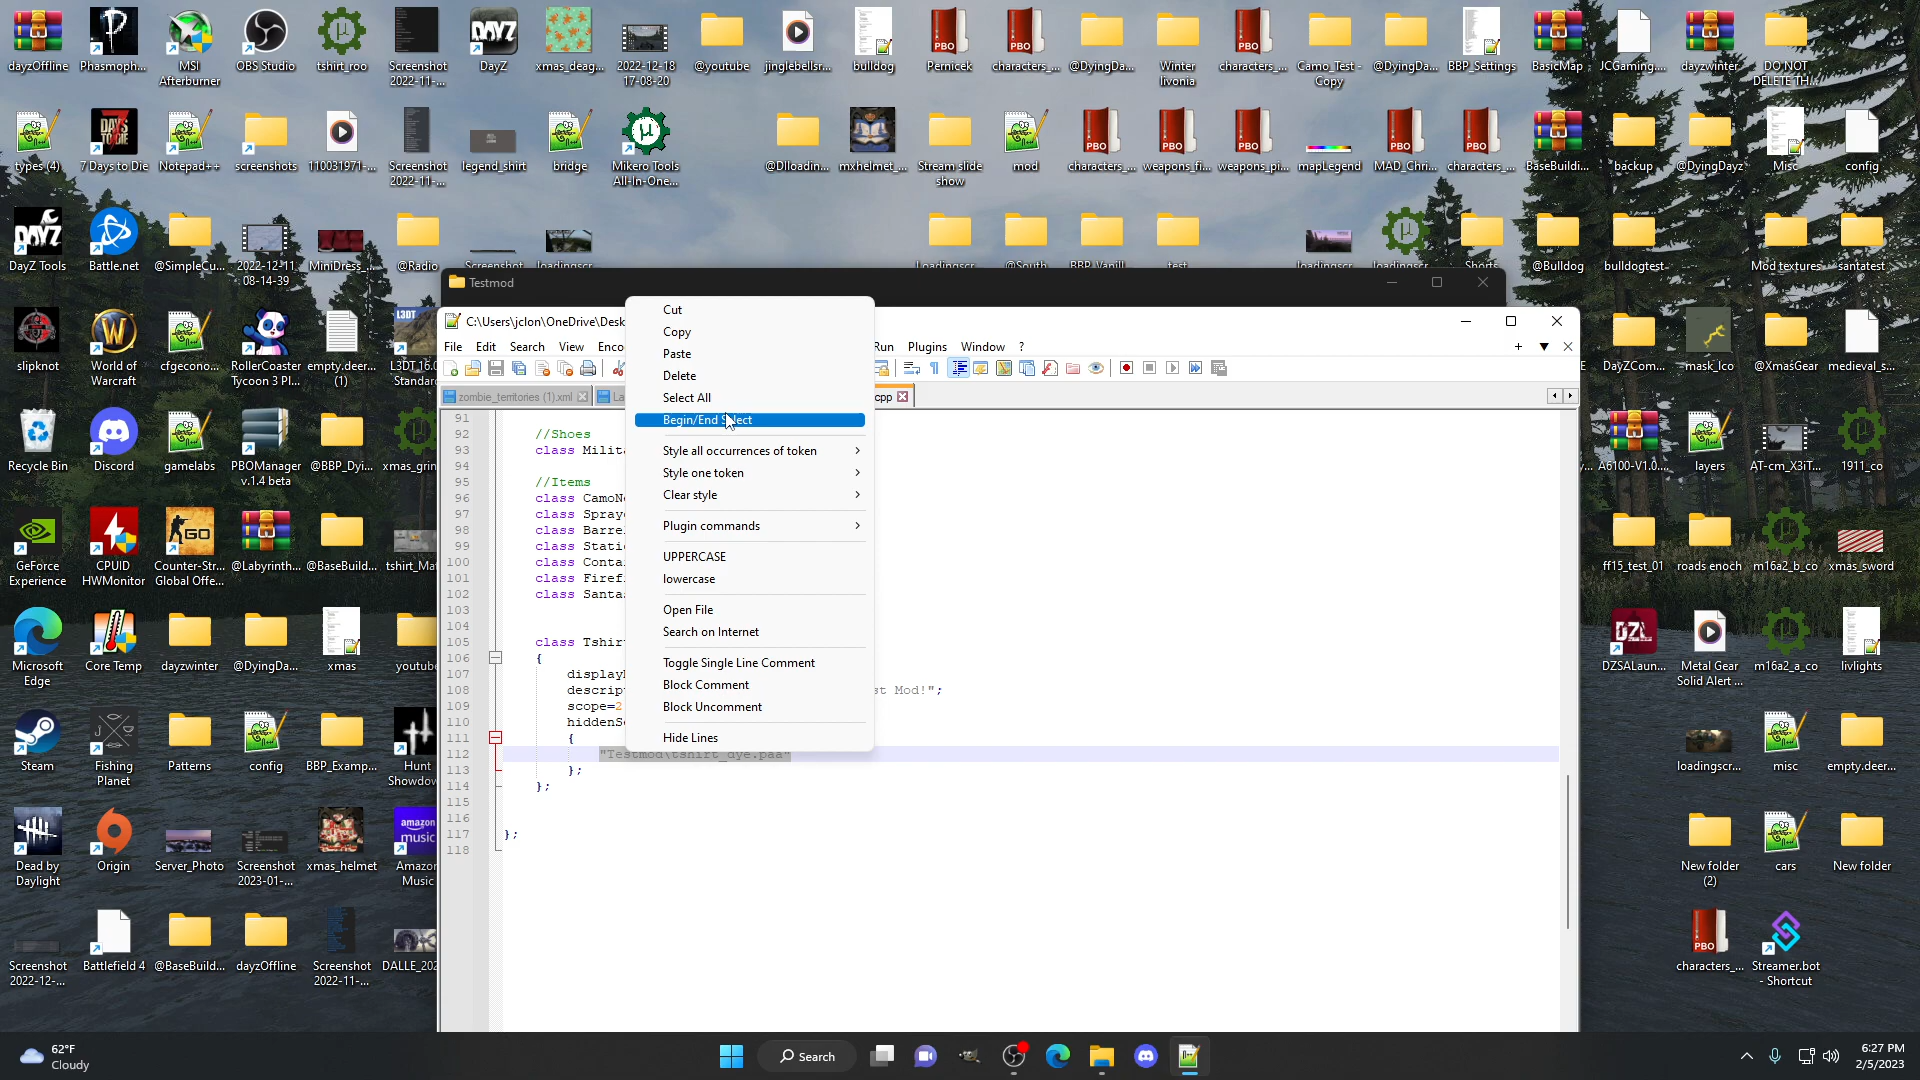 dayzOffline
Phasmoph...
MSI Afterburner
OBS Studio
tshirt_roo
Screenshot 2022-11-...
DayZ
xmas_deag...
2022-12-18 17-08-20
@youtube
jinglebellsr...
bulldog
Pernicek
characters_...
@DyingDa...
Winter livonia
characters_...
Camo_Test - Copy
@DyingDa...
BBP_Settings
BasicMap
JCGaming....
dayzwinter
DO NOT DELETE TH...
types (4)
7 Days to Die
Notepad++
screenshots
110031971-...
Screenshot 2022-11-...
legend_shirt
bridge
Mikero Tools All-In-One...
@Dlloadin...
mxhelmet_...
Stream slide show
mod
characters_...
weapons_fi...
weapons_pi...
mapLegend
MAD_Chri...
characters_...
BaseBuildi...
backup
@DyingDayz
Misc
config
DayZ Tools
Battle.net
@SimpleCu...
2022-12-11 08-14-39
MiniDress_...
@Radio
Screenshot
@South
BBP_Vanill
test
Shorts
@Bulldog
bulldogtest
Mod textures
santatest
Testmod
slipknot
World of Warcraft
cfgecono...
RollerCoaster Tycoon 3 Pl...
empty.deer... (1)
L3DT 16.0 Standard
DayZCom...
mask_lco
@XmasGear
medieval_s...
C:\Users\jclon\OneDrive\Desk
File Edit Search View Enco Run Plugins Window ?
zombie_territories (1).xml
La
cpp
Cut
Copy
Paste
Delete
Select All
Begin/End Select
Style all occurrences of token
Style one token
Clear style
Plugin commands
UPPERCASE
lowercase
Open File
Search on Internet
Toggle Single Line Comment
Block Comment
Block Uncomment
Hide Lines
91
92 //Shoes
93 class Milit
94
95 //Items
96 class CamoNe
97 class Spray
98 class Barre
99 class Stati
100 class Conta
101 class Firef
102 class Santa
103
104
105 class Tshir
106 {
107 display
108 descrip st Mod!";
109 scope=2
110 hiddenSe
111 {
112 "Testmod\tshirt_dye.paa"
113 };
114 };
115
116
117 };
118
Recycle Bin
Discord
gamelabs
PBOManager v.1.4 beta
@BBP_Dyi...
xmas_grin
A6100-V1.0....
layers
AT-cm_X3iT...
1911_co
GeForce Experience
CPUID HWMonitor
Counter-Str... Global Offe...
@Labyrinth...
@BaseBuild...
tshirt_Mat
ff15_test_01
roads enoch
m16a2_b_co
xmas_sword
Microsoft Edge
Core Temp
dayzwinter
@DyingDa...
xmas
youtube
DZSALaun...
Metal Gear Solid Alert ...
m16a2_a_co
livlights
Steam
Fishing Planet
Patterns
config
BBP_Examp...
Hunt Showdow
loadingscr...
misc
empty.deer...
Dead by Daylight
Origin
Server_Photo
Screenshot 2023-01-...
xmas_helmet
Amazon Music
New folder (2)
cars
New folder
Screenshot 2022-12-...
Battlefield 4
@BaseBuild...
dayzOffline
Screenshot 2022-11-...
DALLE_202
characters_...
Streamer.bot - Shortcut
62°F
Cloudy
Search
6:27 PM
2/5/2023